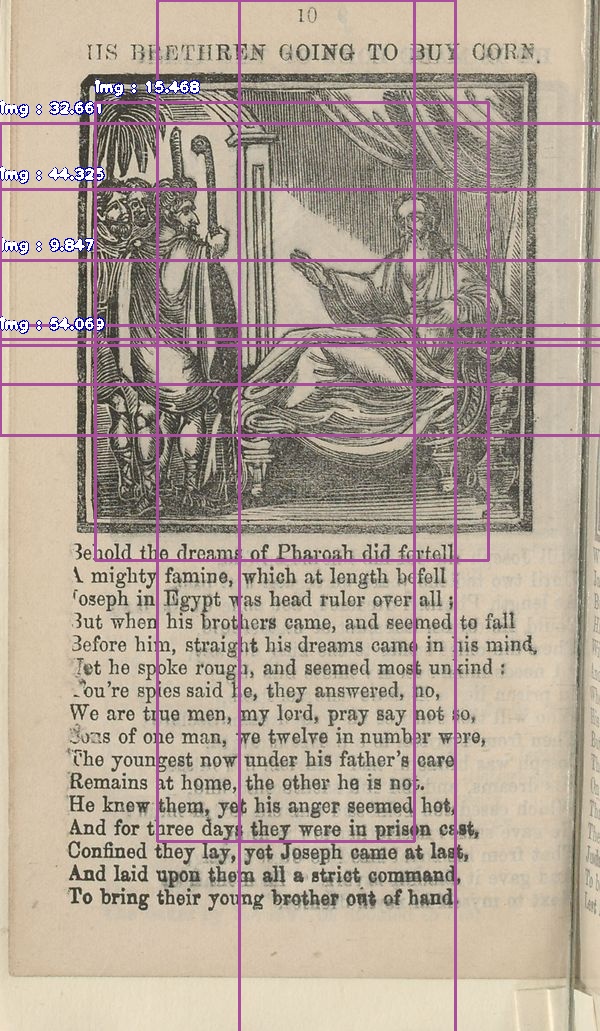 10
HIS BRETHREN GOING TO BUY CORN.
Img : 15.468
Img : 32.661
Img : 44.325
Img : 9.847
Img : 54.069
Behold the dreams of Pharoah did fortell,
A mighty famine, which at length befell
Joseph in Egypt was head ruler over all ;
But when his brothers came, and seemed to fall
Before him, straight his dreams came in his mind,
Yet he spoke rough, and seemed most unkind :
You're spies said he, they answered, no,
We are true men, my lord, pray say not so,
Sons of one man, we twelve in number were,
The youngest now under his father's care
Remains at home, the other he is not.
He knew them, yet his anger seemed hot,
And for three days they were in prison cast,
Confined they lay, yet Joseph came at last,
And laid upon them all a strict command,
To bring their young brother out of hand.